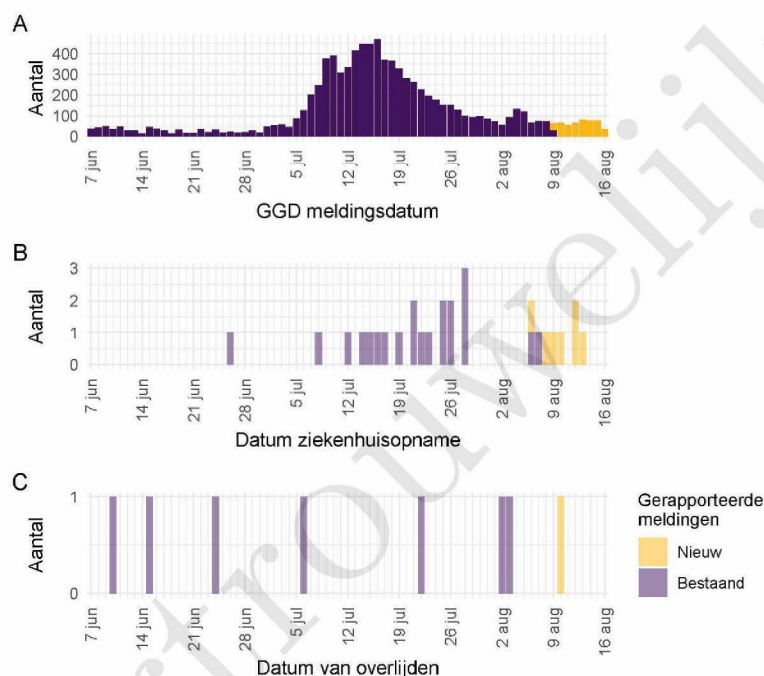 A
Aantal
400
300
200
100
0
7 jun
14 jun
21 jun
28 jun
5 jul
12 jul
19 jul
26 jul
2 aug
9 aug
16 aug
GGD meldingsdatum
B
Aantal
3
2
1
0
7 jun
14 jun
21 jun
28 jun
5 jul
12 jul
19 jul
26 jul
2 aug
9 aug
16 aug
Datum ziekenhuisopname
C
Aantal
1
0
7 jun
14 jun
21 jun
28 jun
5 jul
12 jul
19 jul
26 jul
2 aug
9 aug
16 aug
Datum van overlijden
Gerapporteerde
meldingen
Nieuw
Bestaand
rtrouwelijk